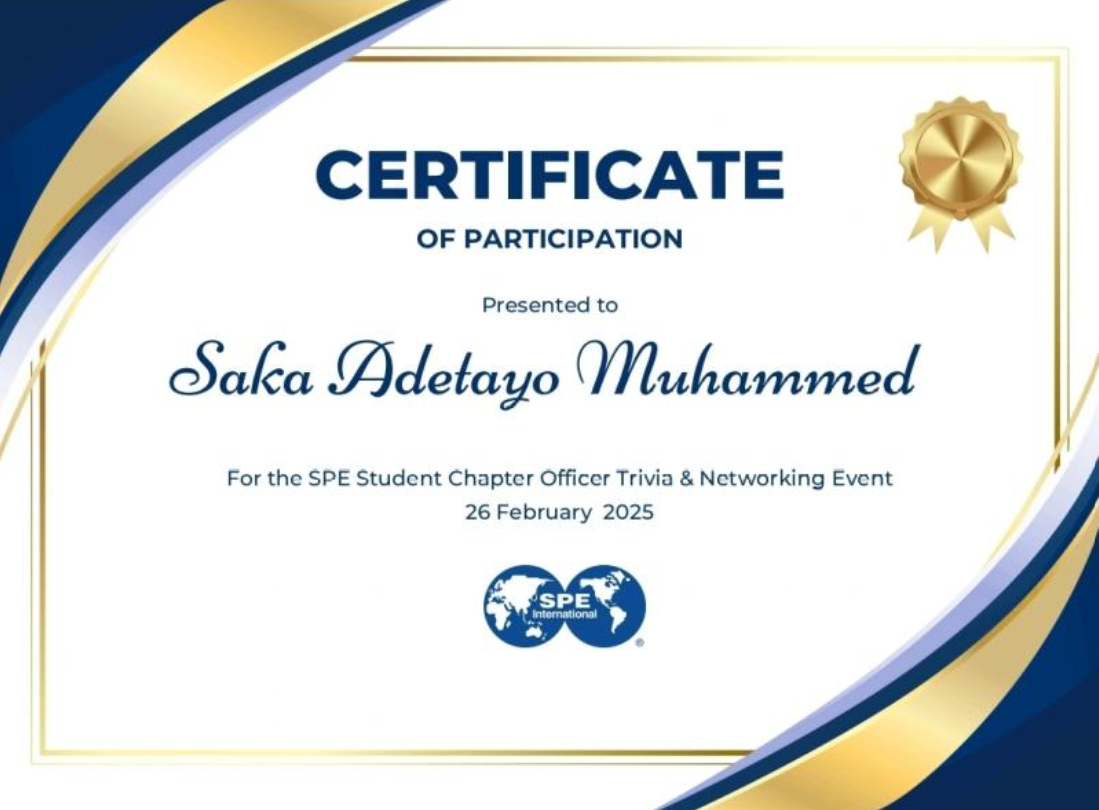 CERTIFICATE
OF PARTICIPATION
Presented to
Saka Adetayo Muhammed
For the SPE Student Chapter Officer Trivia & Networking Event
26 February 2025
SPE
International
®